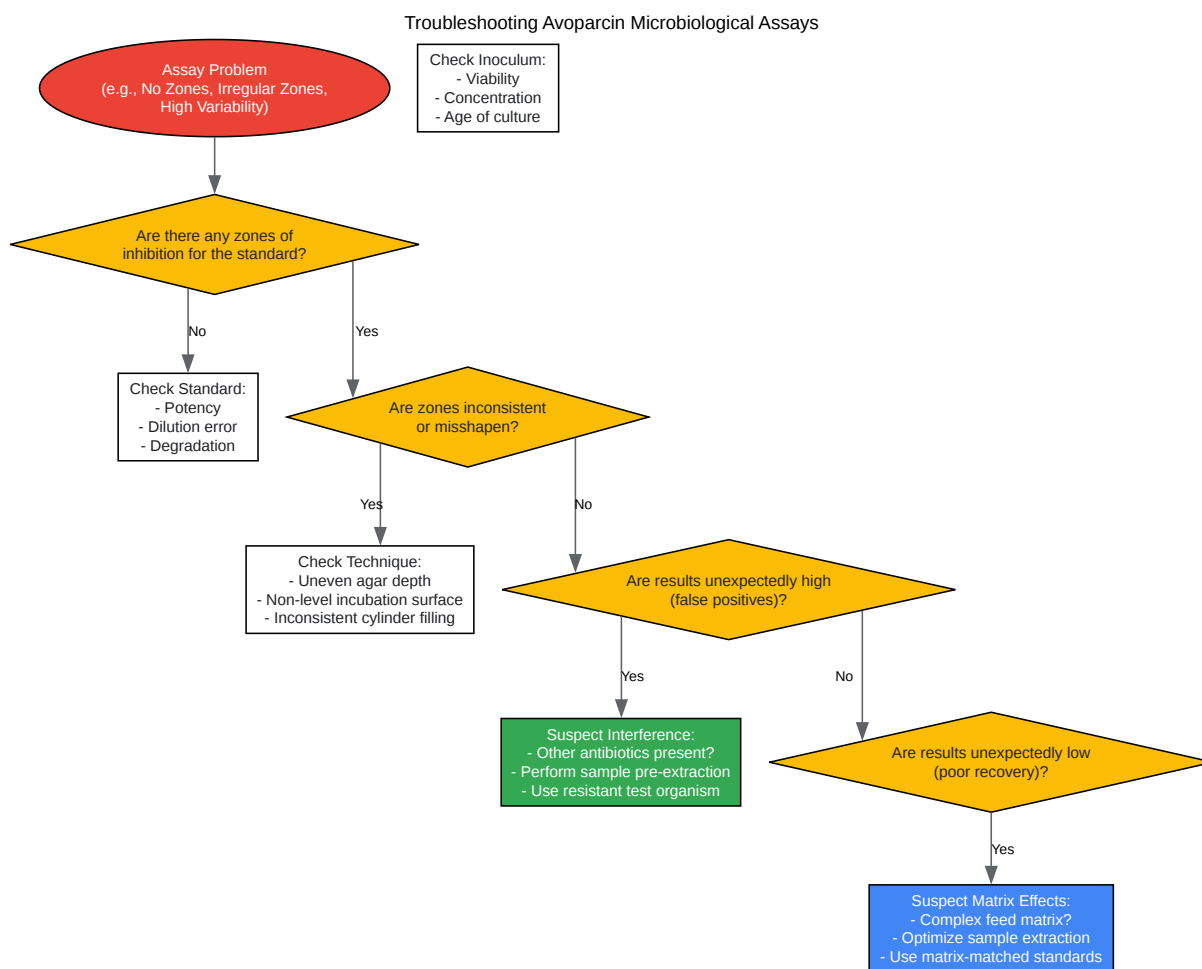 Troubleshooting Avoparcin Microbiological Assays
Assay Problem
(e.g., No Zones, Irregular Zones,
High Variability)
Check Inoculum:
- Viability
- Concentration
- Age of culture
Are there any zones of
inhibition for the standard?
No
Yes
Check Standard:
- Potency
- Dilution error
- Degradation
Are zones inconsistent
or misshapen?
Yes
No
Check Technique:
- Uneven agar depth
- Non-level incubation surface
- Inconsistent cylinder filling
Are results unexpectedly high
(false positives)?
Yes
No
Suspect Interference:
- Other antibiotics present?
- Perform sample pre-extraction
- Use resistant test organism
Are results unexpectedly low
(poor recovery)?
Yes
Suspect Matrix Effects:
- Complex feed matrix?
- Optimize sample extraction
- Use matrix-matched standards